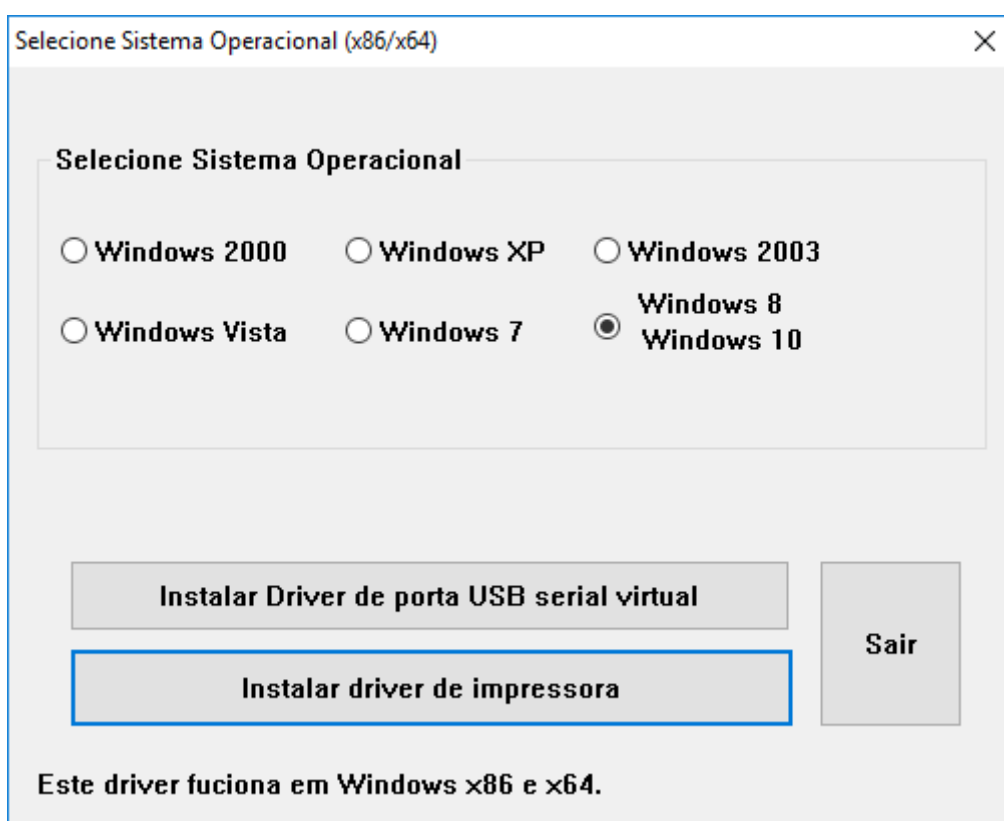 Selecione Sistema Operacional (x86/x64)
Selecione Sistema Operacional
Windows 2000
Windows XP
Windows 2003
Windows Vista
Windows 7
Windows 8
Windows 10
Instalar Driver de porta USB serial virtual
Instalar driver de impressora
Sair
Este driver fuciona em Windows x86 e x64.